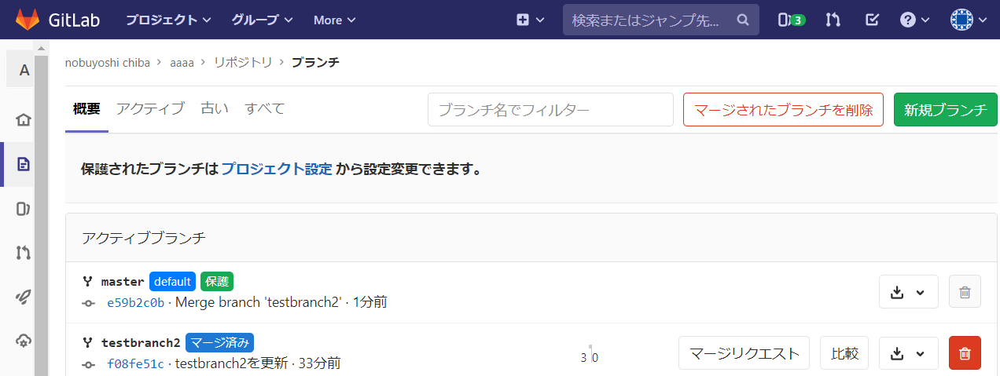 GitLab プロジェクト グループ More 検索またはジャンプ先... 3
A nobuyoshi chiba › aaaa › リポジトリ › ブランチ
概要 アクティブ 古い すべて ブランチ名でフィルター マージされたブランチを削除 新規ブランチ
保護されたブランチは プロジェクト設定 から設定変更できます。
アクティブブランチ
master default 保護
e59b2c0b · Merge branch 'testbranch2' · 1分前
testbranch2 マージ済み
f08fe51c · testbranch2を更新 · 33分前
3 0 マージリクエスト 比較